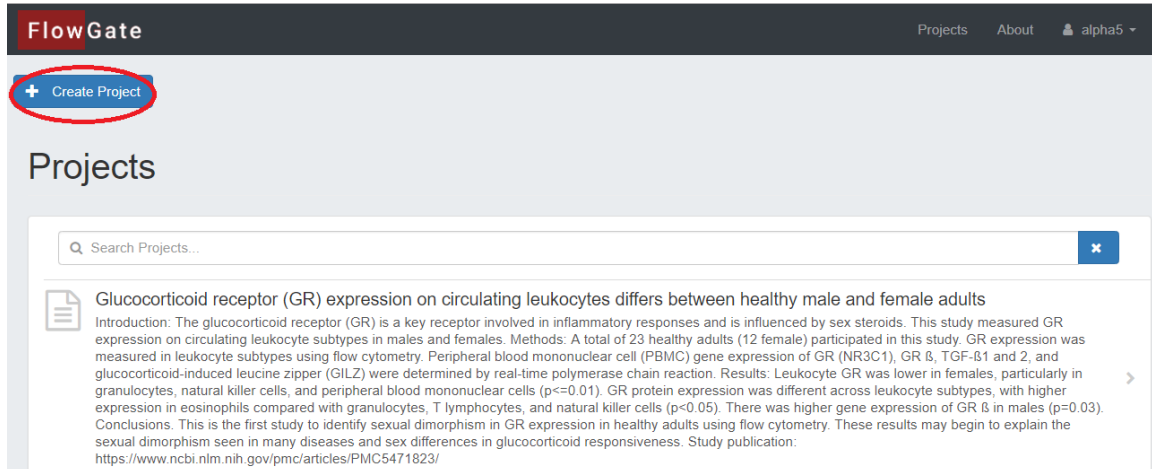 FlowGate Projects About alpha5
Create Project
Projects
Search Projects...
Glucocorticoid receptor (GR) expression on circulating leukocytes differs between healthy male and female adults
Introduction: The glucocorticoid receptor (GR) is a key receptor involved in inflammatory responses and is influenced by sex steroids. This study measured GR
expression on circulating leukocyte subtypes in males and females. Methods: A total of 23 healthy adults (12 female) participated in this study. GR expression was
measured in leukocyte subtypes using flow cytometry. Peripheral blood mononuclear cell (PBMC) gene expression of GR (NR3C1), GR ß, TGF-ß1 and 2, and
glucocorticoid-induced leucine zipper (GILZ) were determined by real-time polymerase chain reaction. Results: Leukocyte GR was lower in females, particularly in
granulocytes, natural killer cells, and peripheral blood mononuclear cells (p<=0.01). GR protein expression was different across leukocyte subtypes, with higher
expression in eosinophils compared with granulocytes, T lymphocytes, and natural killer cells (p<0.05). There was higher gene expression of GR ß in males (p=0.03).
Conclusions. This is the first study to identify sexual dimorphism in GR expression in healthy adults using flow cytometry. These results may begin to explain the
sexual dimorphism seen in many diseases and sex differences in glucocorticoid responsiveness. Study publication:
https://www.ncbi.nlm.nih.gov/pmc/articles/PMC5471823/